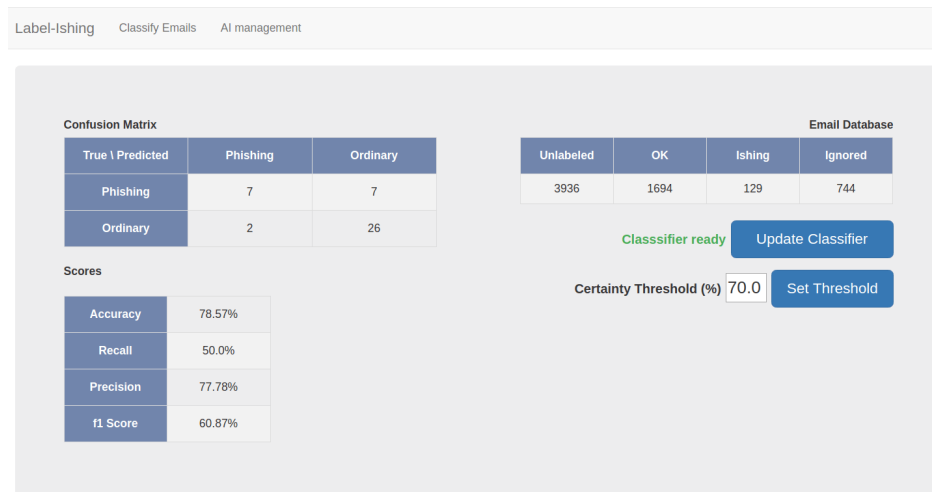 Label-Ishing Classify Emails AI management
Confusion Matrix
True \ Predicted Phishing Ordinary
Phishing 7 7
Ordinary 2 26
Scores
Accuracy 78.57%
Recall 50.0%
Precision 77.78%
f1 Score 60.87%
Email Database
Unlabeled OK Ishing Ignored
3936 1694 129 744
Classsifier ready Update Classifier
Certainty Threshold (%) 70.0 Set Threshold